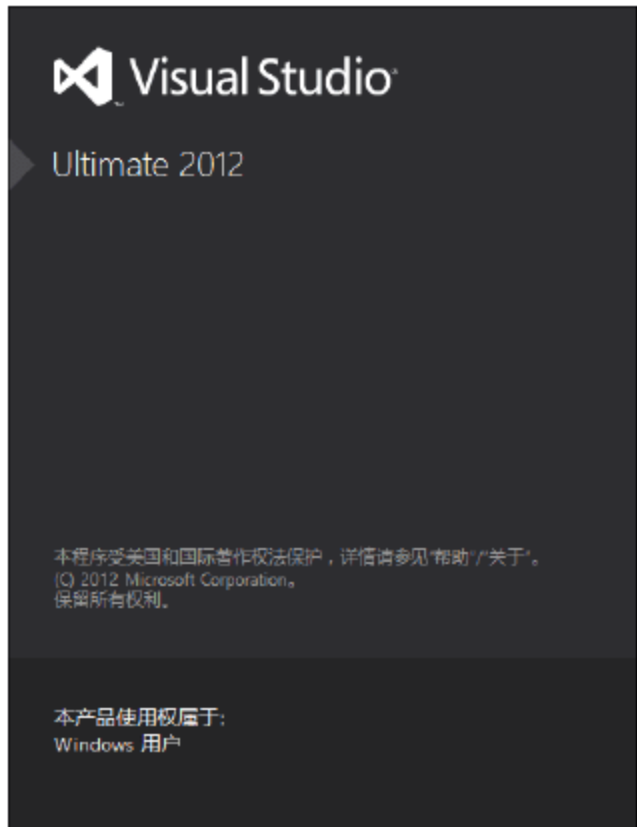 Visual Studio
Ultimate 2012
本程序受美国和国际著作权法保护，详情请参见"帮助"/"关于"。
(C) 2012 Microsoft Corporation。
保留所有权利。
本产品使用权属于:
Windows 用户